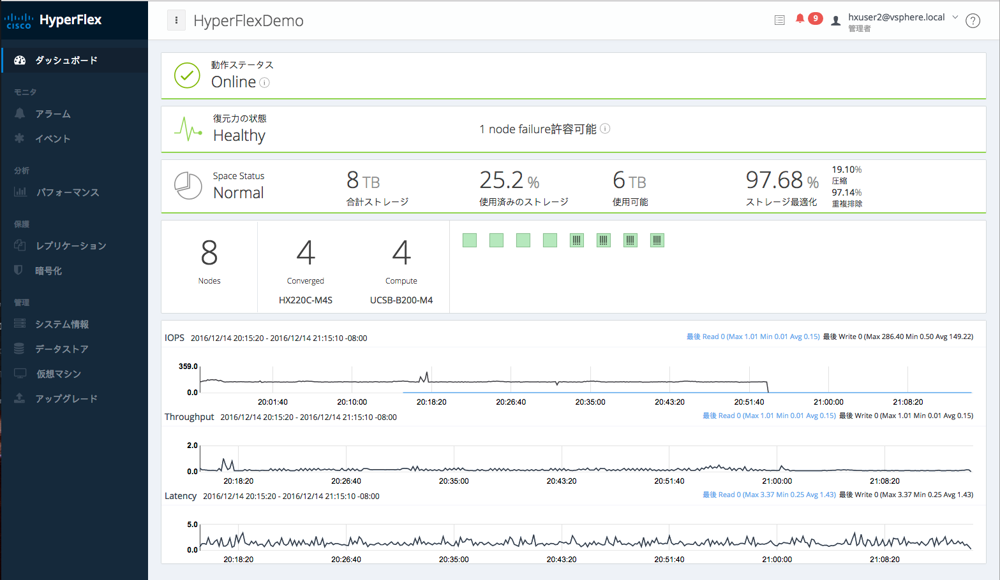 CISCO HyperFlex
HyperFlexDemo
9
hxuser2@vsphere.local
管理者
?
ダッシュボード
モニタ
アラーム
イベント
分析
パフォーマンス
保護
レプリケーション
暗号化
管理
システム情報
データストア
仮想マシン
アップグレード
動作ステータス
Online
復元力の状態
Healthy
1 node failure許容可能
Space Status
Normal
8 TB
合計ストレージ
25.2 %
使用済みのストレージ
6 TB
使用可能
97.68 %
ストレージ最適化
19.10%
圧縮
97.14%
重複排除
8
Nodes
4
Converged
HX220C-M4S
4
Compute
UCSB-B200-M4
IOPS 2016/12/14 20:15:20 - 2016/12/14 21:15:10 -08:00
最後 Read 0 (Max 1.01 Min 0.01 Avg 0.15) 最後 Write 0 (Max 286.40 Min 0.50 Avg 149.22)
359.0
0.0
20:01:40 20:10:00 20:18:20 20:26:40 20:35:00 20:43:20 20:51:40 21:00:00 21:08:20
Throughput 2016/12/14 20:15:20 - 2016/12/14 21:15:10 -08:00
最後 Read 0 (Max 1.01 Min 0.01 Avg 0.15) 最後 Write 0 (Max 1.01 Min 0.01 Avg 0.15)
2.0
0.0
20:18:20 20:26:40 20:35:00 20:43:20 20:51:40 21:00:00 21:08:20
Latency 2016/12/14 20:15:20 - 2016/12/14 21:15:10 -08:00
最後 Read 0 (Max 3.37 Min 0.25 Avg 1.43) 最後 Write 0 (Max 3.37 Min 0.25 Avg 1.43)
5.0
0.0
20:18:20 20:26:40 20:35:00 20:43:20 20:51:40 21:00:00 21:08:20